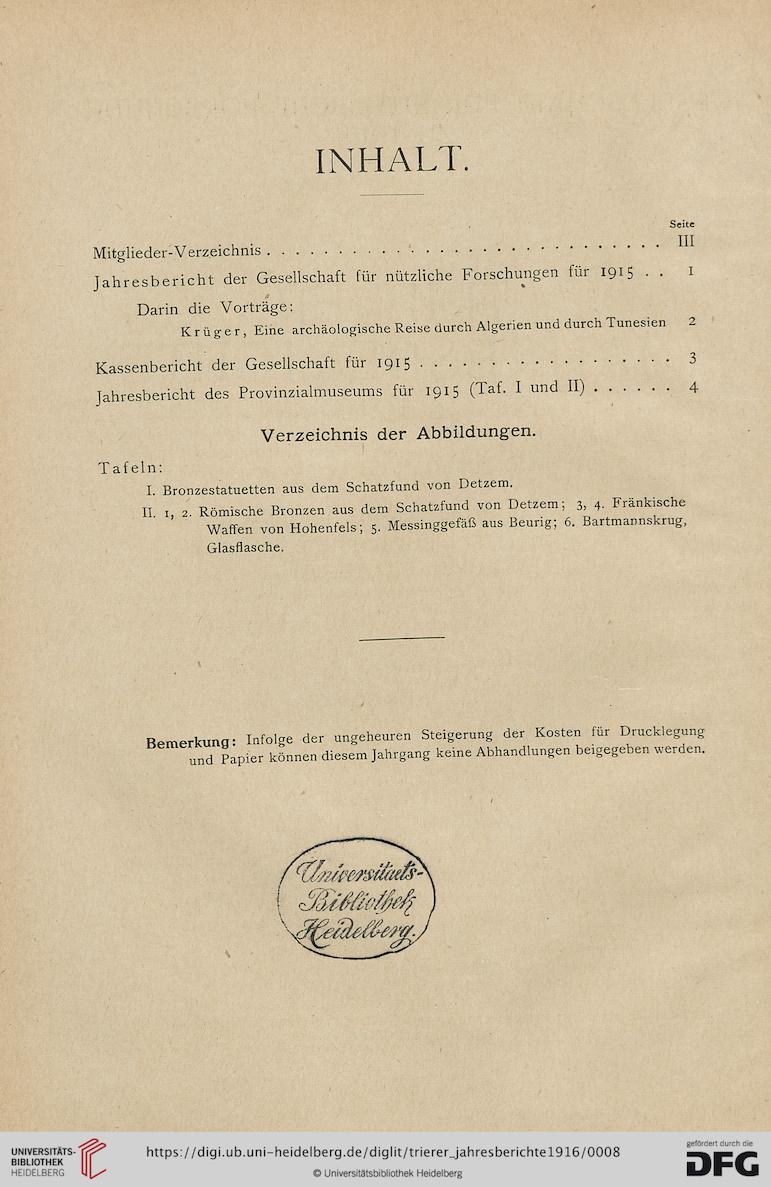 INHALT.
Seite
Mitglieder-Verzeichnis . . . . . . . . . . . . . . . . . . . . . . . . . . . . III
Jahresbericht der Gesellschaft für nützliche Forschungen für 1915 . . 1
Darin die Vorträge:
Krüger, Eine archäologische Reise durch Algerien und durch Tunesien 2
Kassenbericht der Gesellschaft für 1915 . . . . . . . . . . . . . . . . . . 3
Jahresbericht des Provinzialmuseums für 1915 (Taf. I und II) . . . . . . 4
Verzeichnis der Abbildungen.
Tafeln:
I. Bronzestatuetten aus dem Schatzfund von Detzem.
II. 1, 2. Römische Bronzen aus dem Schatzfund von Detzem; 3, 4. Fränkische
Waffen von Hohenfels; 5. Messinggefäß aus Beurig; 6. Bartmannskrug,
Glasflasche.
Bemerkung: Infolge der ungeheuren Steigerung der Kosten für Drucklegung
und Papier können diesem Jahrgang keine Abhandlungen beigegeben werden.
Universitaets-
Bibliothek
Heidelberg.
UNIVERSITÄTS-
BIBLIOTHEK
HEIDELBERG
https://digi.ub.uni-heidelberg.de/diglit/trierer_jahresberichte1916/0008
© Universitätsbibliothek Heidelberg
gefördert durch die
DFG